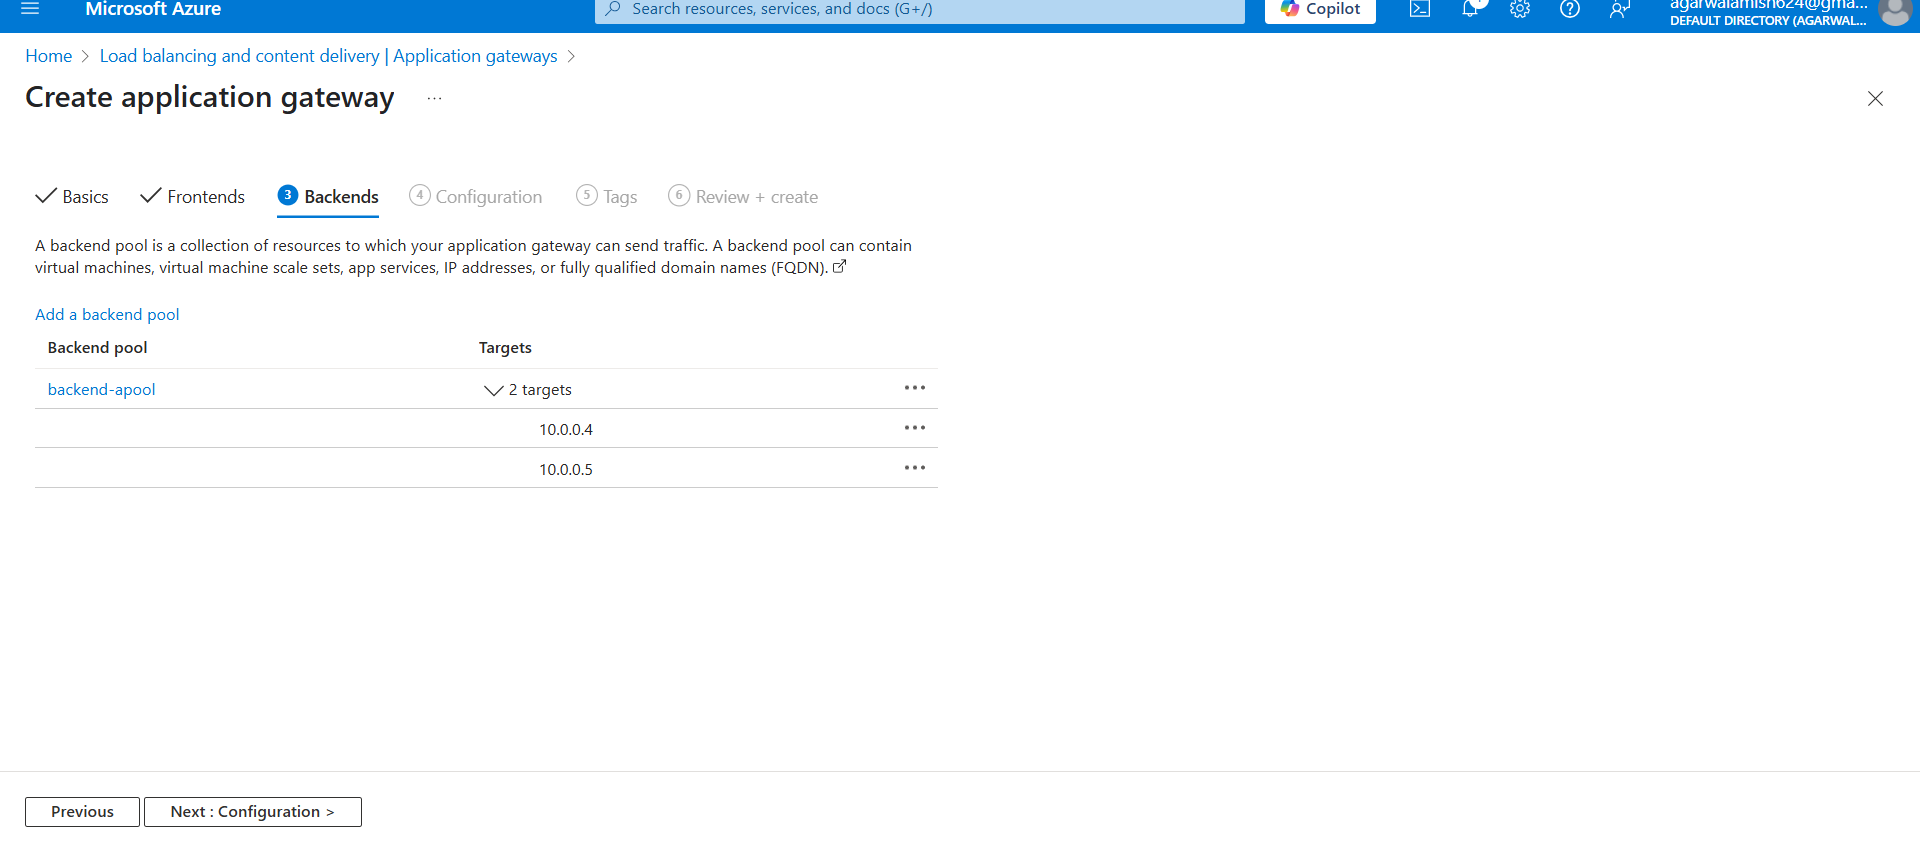 Microsoft Azure
Search resources, services, and docs (G+/)
Copilot
agarwalamish624@gma...
DEFAULT DIRECTORY (AGARWAL...
Home > Load balancing and content delivery | Application gateways >
Create application gateway ...
Basics
Frontends
3 Backends
4 Configuration
5 Tags
6 Review + create
A backend pool is a collection of resources to which your application gateway can send traffic. A backend pool can contain
virtual machines, virtual machine scale sets, app services, IP addresses, or fully qualified domain names (FQDN).
Add a backend pool
Backend pool Targets
backend-apool 2 targets
10.0.0.4
10.0.0.5
Previous
Next : Configuration >